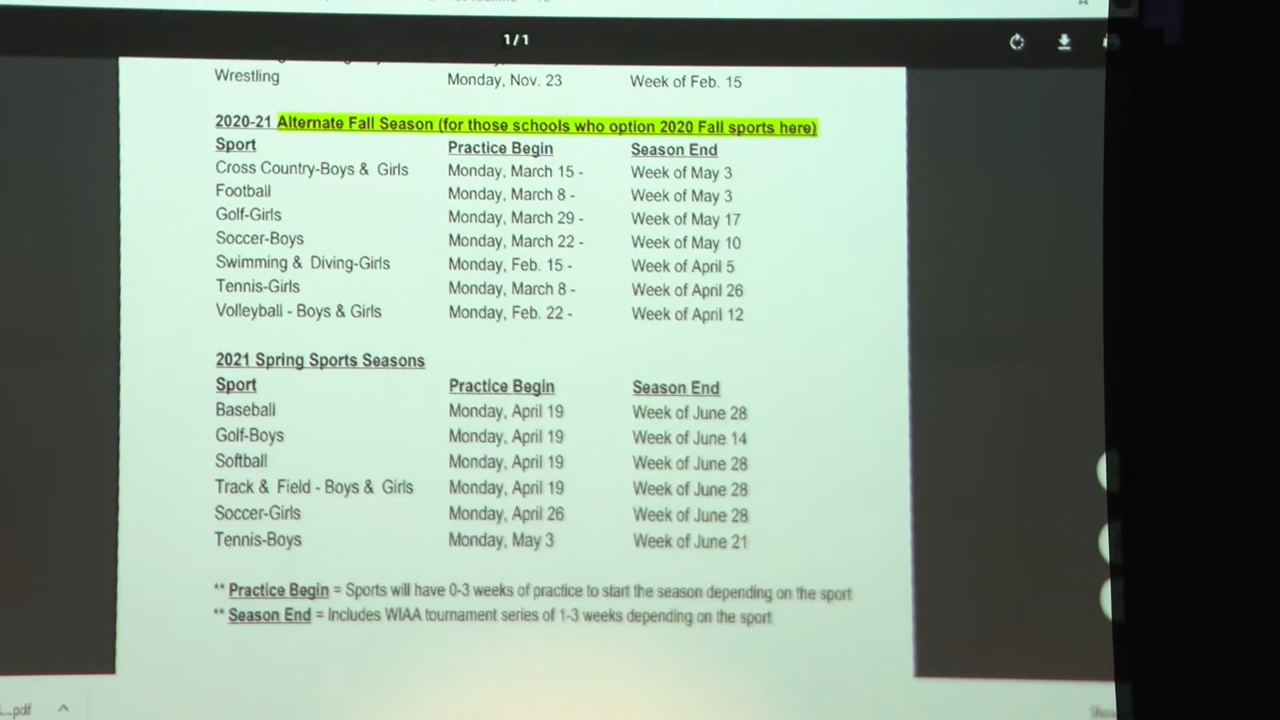 1/1
Wrestling Monday, Nov. 23 Week of Feb. 15
2020-21 Alternate Fall Season (for those schools who option 2020 Fall sports here)
Sport Practice Begin Season End
Cross Country-Boys & Girls Monday, March 15 - Week of May 3
Football Monday, March 8 - Week of May 3
Golf-Girls Monday, March 29 - Week of May 17
Soccer-Boys Monday, March 22 - Week of May 10
Swimming & Diving-Girls Monday, Feb. 15 - Week of April 5
Tennis-Girls Monday, March 8 - Week of April 26
Volleyball - Boys & Girls Monday, Feb. 22 - Week of April 12
2021 Spring Sports Seasons
Sport Practice Begin Season End
Baseball Monday, April 19 Week of June 28
Golf-Boys Monday, April 19 Week of June 14
Softball Monday, April 19 Week of June 28
Track & Field - Boys & Girls Monday, April 19 Week of June 28
Soccer-Girls Monday, April 26 Week of June 28
Tennis-Boys Monday, May 3 Week of June 21
** Practice Begin = Sports will have 0-3 weeks of practice to start the season depending on the sport
** Season End = Includes WIAA tournament series of 1-3 weeks depending on the sport
...pdf